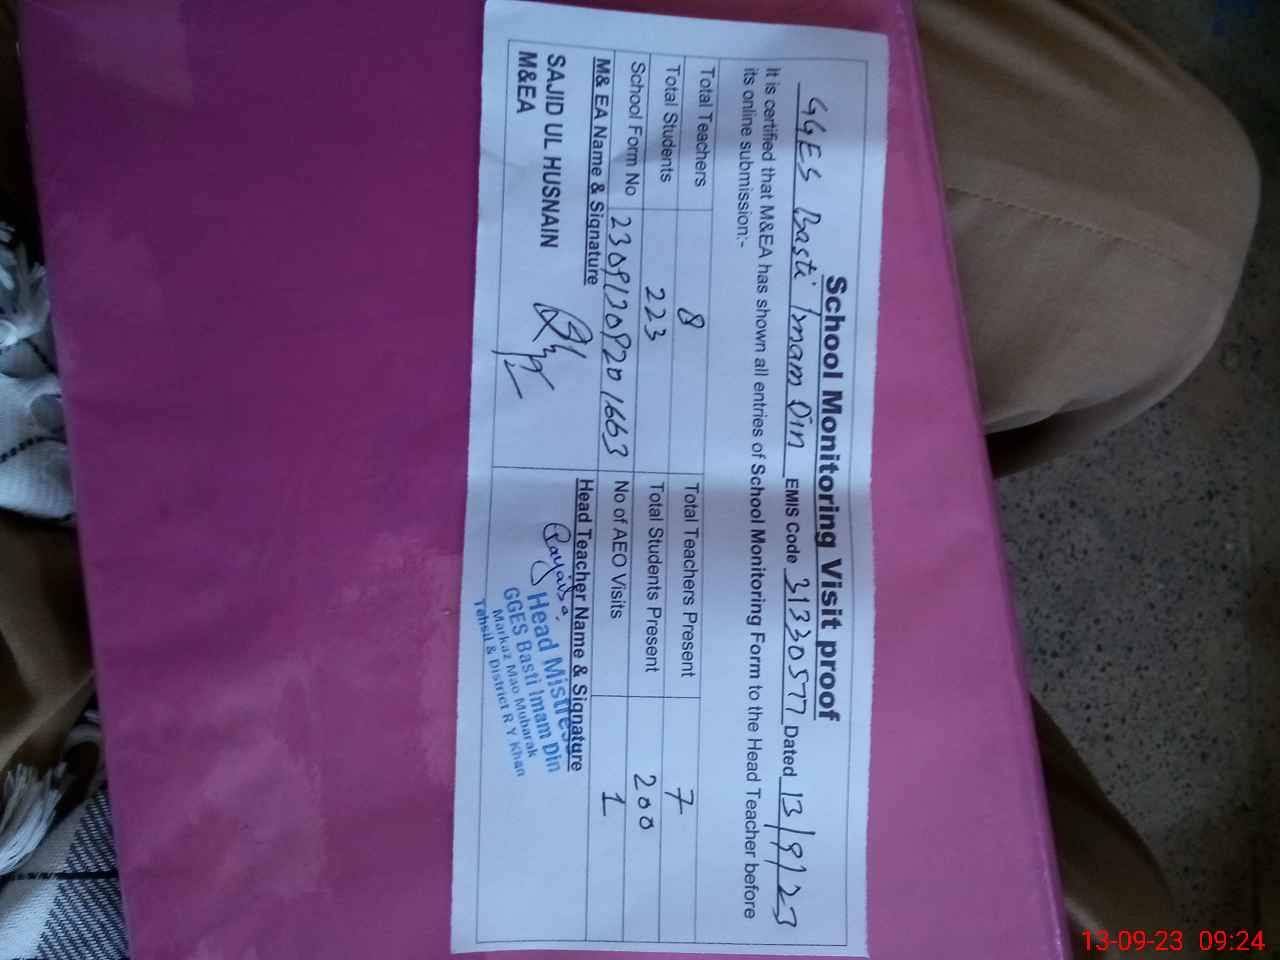 School Monitoring Visit proof
GGES Basti Imam Din EMIS Code 31330577 Dated 13/9/23
It is certified that M&EA has shown all entries of School Monitoring Form to the Head Teacher before
its online submission:-
Total Teachers 8 Total Teachers Present 7
Total Students 223 Total Students Present 200
School Form No 23091309201663 No of AEO Visits 1
M& EA Name & Signature Head Teacher Name & Signature
SAJID UL HUSNAIN
M&EA
Head Mistress
GGES Basti Imam Din
Markaz Mao Mubarak
Tehsil & District R.Y Khan
13-09-23 09:24